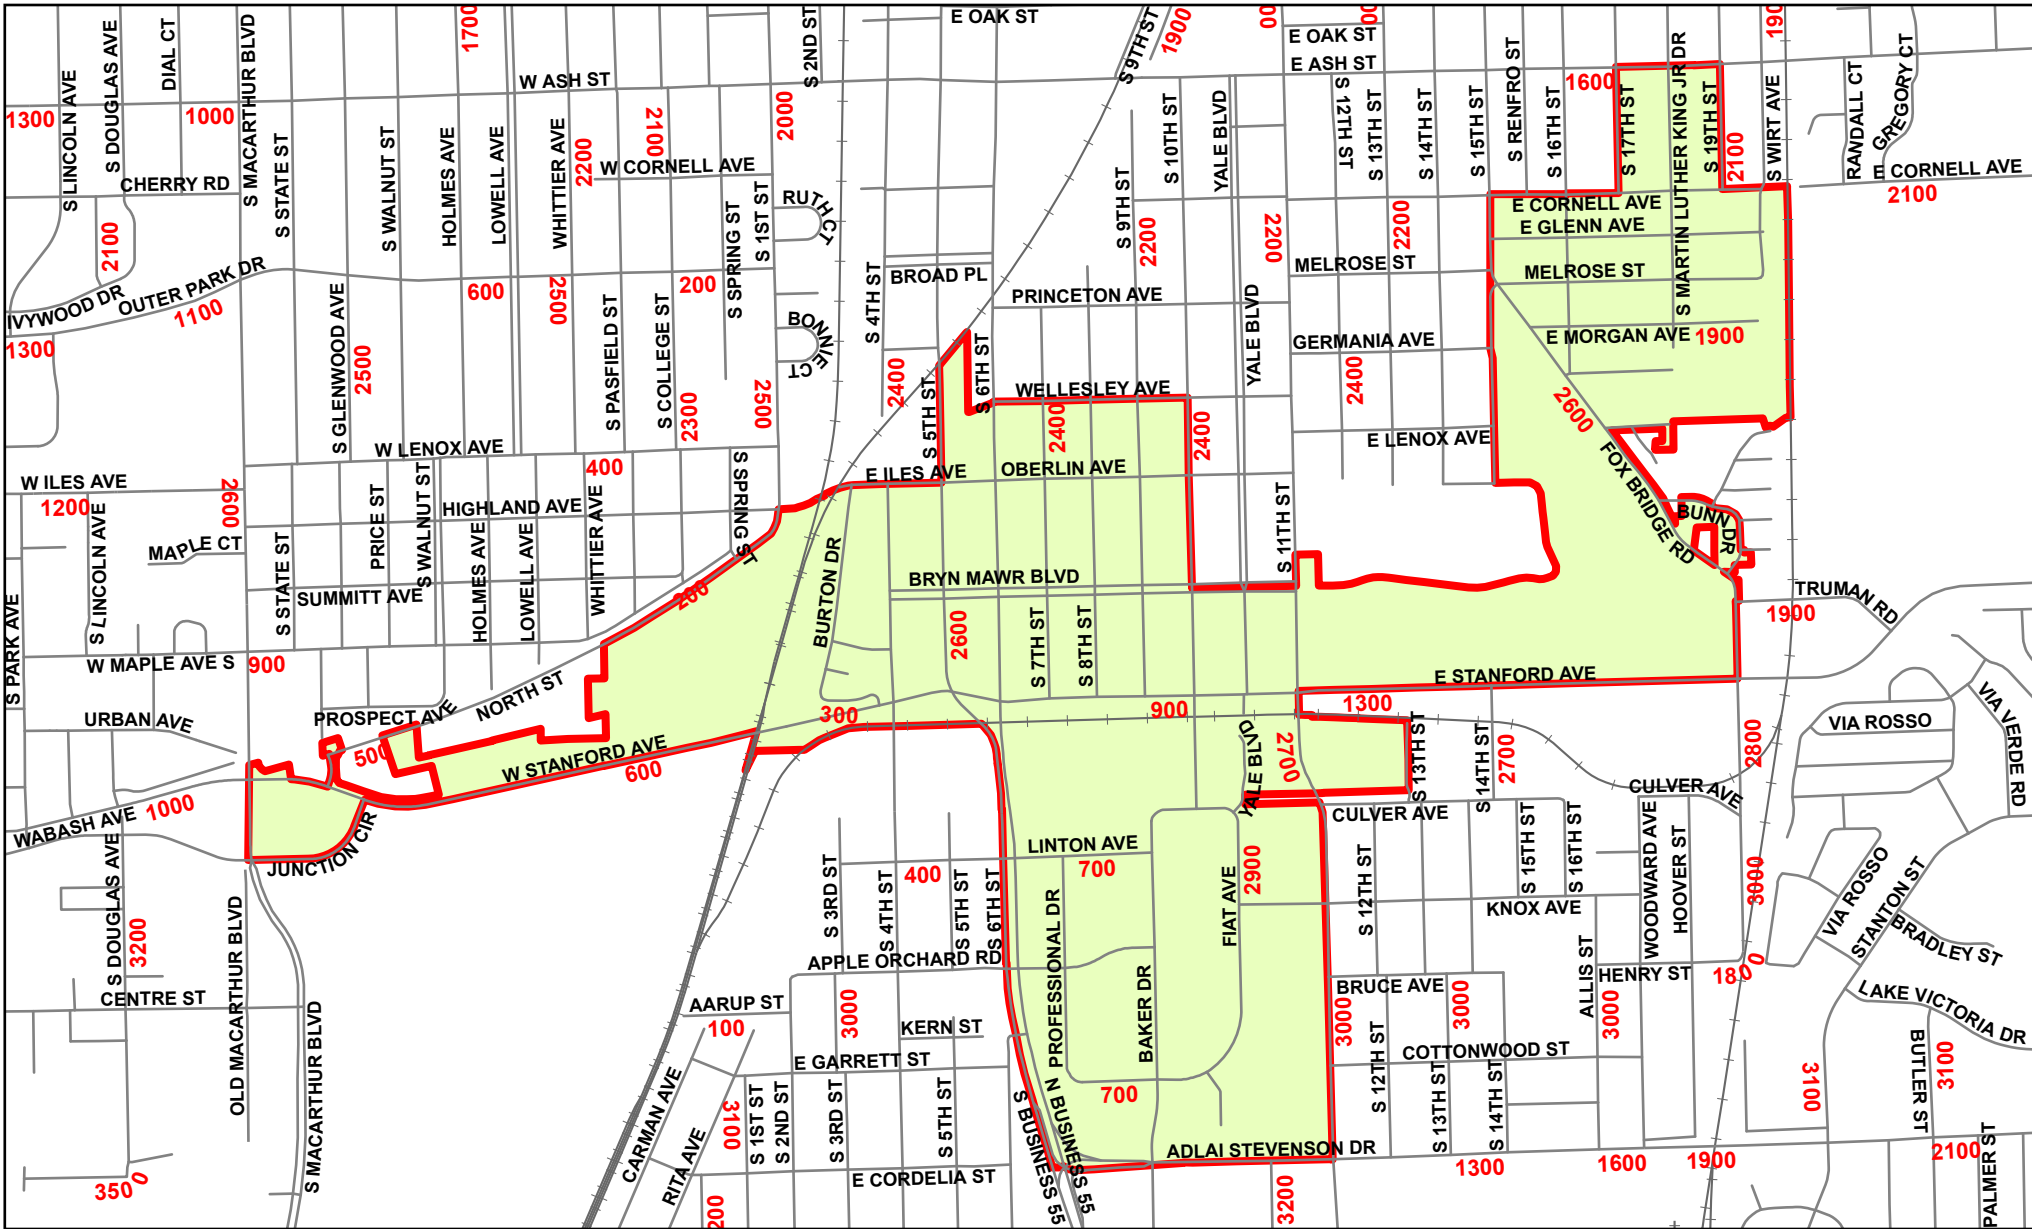 E OAK ST
S 9TH ST
1900
S 2ND ST
1700
DIAL CT
S DOUGLAS AVE
S LINCOLN AVE
S MACARTHUR BLVD
W ASH ST
E OAK ST
E ASH ST
1600
S MARTIN LUTHER KING JR DR
RANDALL CT
GREGORY CT
1300
1000
2100
2000
2200
S STATE ST
S WALNUT ST
HOLMES AVE
LOWELL AVE
WHITTIER AVE
W CORNELL AVE
S SPRING ST
S 1ST ST
RUTH CT
S 9TH ST
S 10TH ST
YALE BLVD
S 12TH ST
S 13TH ST
S 14TH ST
S 15TH ST
S RENFRO ST
S 16TH ST
S 17TH ST
S 19TH ST
2100
S WIRT AVE
E CORNELL AVE
2100
CHERRY RD
2100
E CORNELL AVE
E GLENN AVE
2200
2200
2200
OUTER PARK DR
1100
IVYWOOD DR
1300
600
2500
200
S 4TH ST
BROAD PL
PRINCETON AVE
MELROSE ST
MELROSE ST
BONNIE CT
YALE BLVD
GERMANIA AVE
E MORGAN AVE
1900
S GLENWOOD AVE
2500
S PASFIELD ST
S COLLEGE ST
2032
2500
2400
S 5TH ST
S 6TH ST
WELLESLEY AVE
2400
2400
2400
2600
E LENOX AVE
FOX BRIDGE RD
W LENOX AVE
400
S SPRING ST
E ILES AVE
OBERLIN AVE
W ILES AVE
1200
2600
S LINCOLN AVE
MAPLE CT
S STATE ST
PRICE ST
S WALNUT ST
HIGHLAND AVE
HOLMES AVE
LOWELL AVE
WHITTIER AVE
SUMMITT AVE
200
BURTON DR
BRYN MAWR BLVD
S 11TH ST
BUNN DR
TRUMAN RD
1900
2600
S 7TH ST
S 8TH ST
S PARK AVE
W MAPLE AVE S
900
E STANFORD AVE
URBAN AVE
PROSPECT AVE
NORTH ST
500
W STANFORD AVE
600
300
900
1300
YALE BLVD
2700
S 13TH ST
S 14TH ST
2700
2800
VIA ROSSO
VIA VERDE RD
WABASH AVE
1000
JUNCTION CIR
CULVER AVE
CULVER AVE
S DOUGLAS AVE
3200
OLD MACARTHUR BLVD
S MACARTHUR BLVD
CENTRE ST
3500
S 3RD ST
400
S 4TH ST
S 5TH ST
S 6TH ST
LINTON AVE
700
PROFESSIONAL DR
BAKER DR
FIAT AVE
2900
S 12TH ST
S 15TH ST
S 16TH ST
WOODWARD AVE
HOOVER ST
3000
VIA ROSSO
STANTON ST
BRADLEY ST
KNOX AVE
APPLE ORCHARD RD
AARUP ST
100
3000
KERN ST
E GARRETT ST
3000
BRUCE AVE
3000
ALLIS ST
3000
HENRY ST
1800
LAKE VICTORIA DR
COTTONWOOD ST
700
CARMAN AVE
RITA AVE
3100
S 1ST ST
S 2ND ST
S 3RD ST
S 5TH ST
S BUSINESS 55
N BUSINESS 55
S 12TH ST
S 13TH ST
S 14TH ST
3100
BUTLER ST
3100
E CORDELIA ST
ADLAI STEVENSON DR
3200
1300
1600
1900
2100
PALMER ST